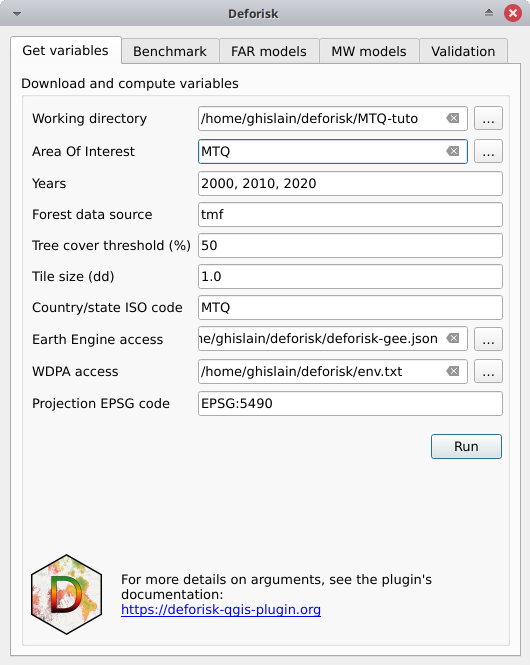 Deforisk
Get variables Benchmark FAR models MW models Validation
Download and compute variables
Working directory /home/ghislain/deforisk/MTQ-tuto ...
Area Of Interest MTQ ...
Years 2000, 2010, 2020
Forest data source tmf
Tree cover threshold (%) 50
Tile size (dd) 1.0
Country/state ISO code MTQ
Earth Engine access ne/ghislain/deforisk/deforisk-gee.json ...
WDPA access /home/ghislain/deforisk/env.txt ...
Projection EPSG code EPSG:5490
Run
D
For more details on arguments, see the plugin's
documentation:
https://deforisk-qgis-plugin.org